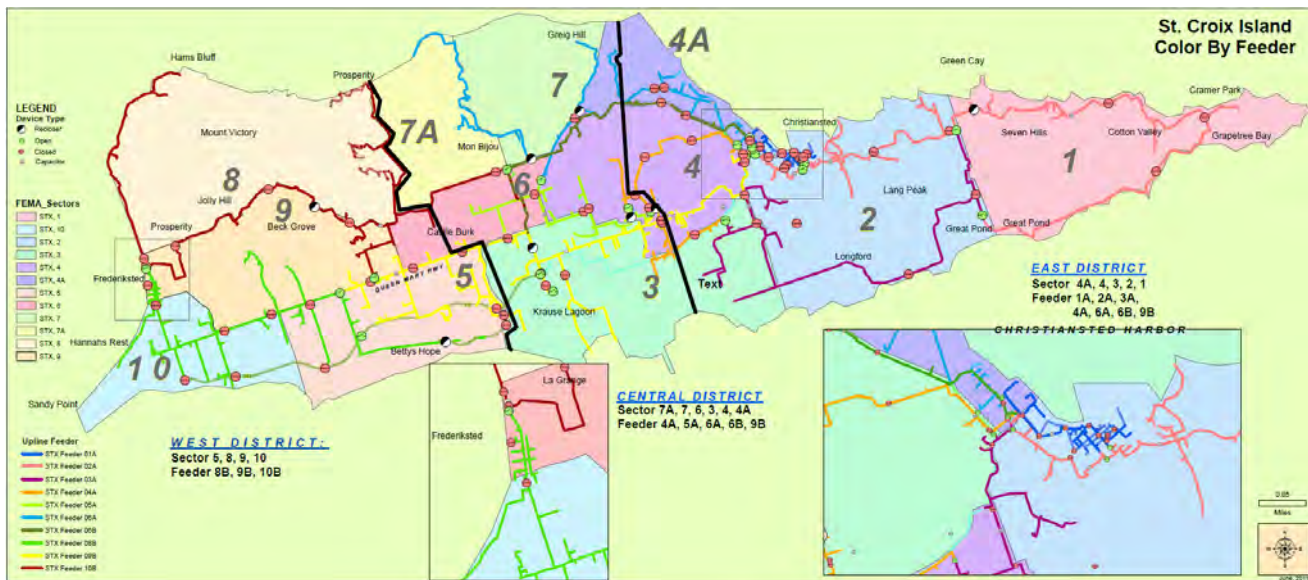 St. Croix Island
Color By Feeder
Hams Bluff
Prosperity
Greig Hill
4A
7
7A
Green Cay
Cramer Park
LEGEND
Device Type
Recloser
Open
Closed
Capacitor
Mount Victory
Mon Bijou
Christiansted
Seven Hills
Cotton Valley
Grapetree Bay
8
9
6
4
1
Jolly Hill
Beck Grove
Prosperity
Castle Burk
Lang Peak
2
Great Pond
Great Pond
FEMA_Sectors
STX, 1
STX, 10
STX, 2
STX, 3
STX, 4
STX, 4A
STX, 5
STX, 6
STX, 7
STX, 7A
STX, 8
STX, 9
Frederiksted
QUEEN MARY HWY
5
3
Text
Longford
Krause Lagoon
Hannahs Rest
10
Bettys Hope
Sandy Point
EAST DISTRICT
Sector 4A, 4, 3, 2, 1
Feeder 1A, 2A, 3A,
4A, 6A, 6B, 9B
CHRISTIANSTED HARBOR
La Grange
Frederiksted
CENTRAL DISTRICT
Sector 7A, 7, 6, 3, 4, 4A
Feeder 4A, 5A, 6A, 6B, 9B
WEST DISTRICT:
Sector 5, 8, 9, 10
Feeder 8B, 9B, 10B
Upline Feeder
STX Feeder 01A
STX Feeder 02A
STX Feeder 03A
STX Feeder 04A
STX Feeder 05A
STX Feeder 06A
STX Feeder 06B
STX Feeder 08B
STX Feeder 09B
STX Feeder 10B
0.05
Miles